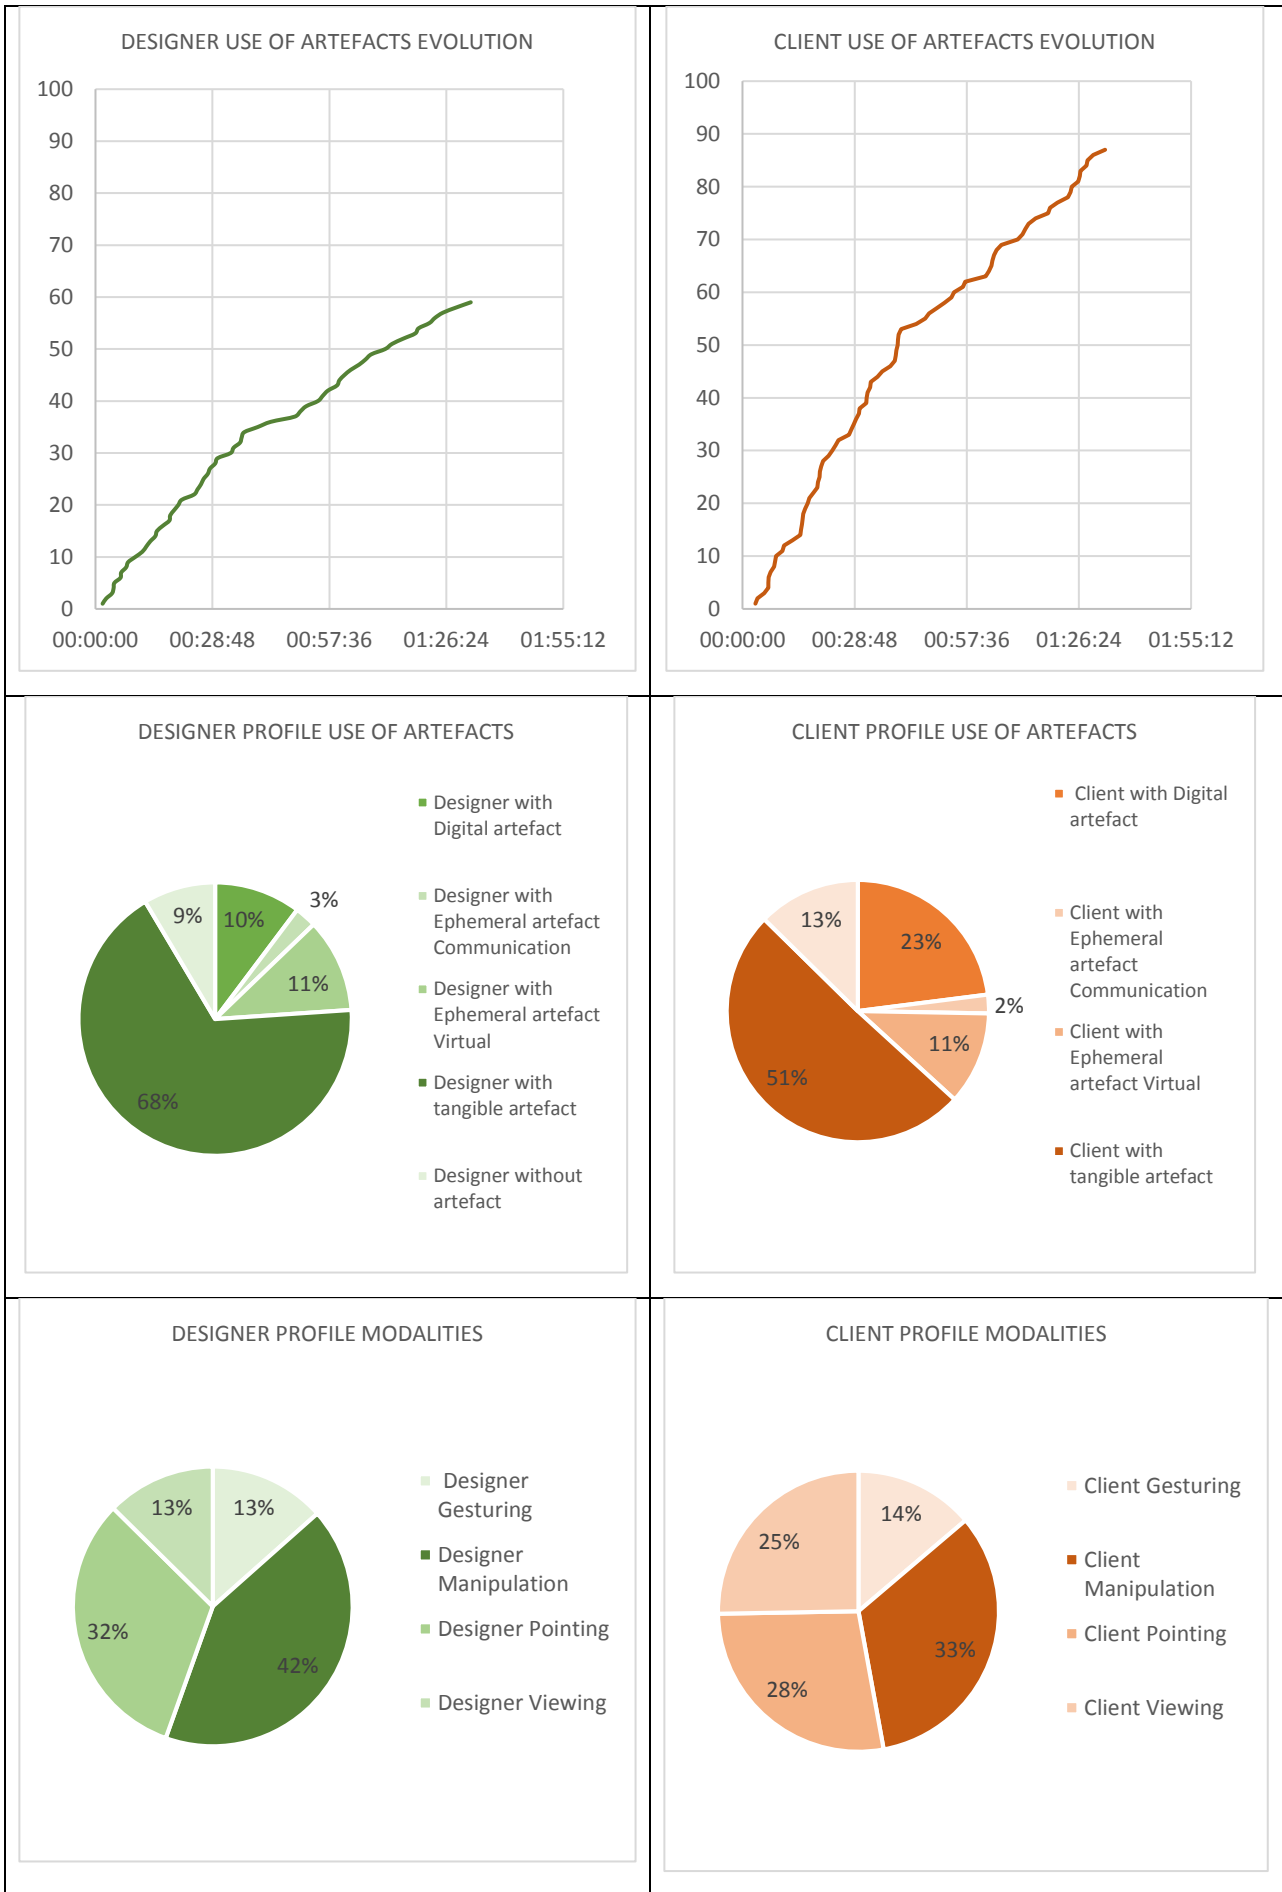 DESIGNER USE OF ARTEFACTS EVOLUTION
100
90
80
70
60
50
40
30
20
10
0
00:00:00 00:28:48 00:57:36 01:26:24 01:55:12
CLIENT USE OF ARTEFACTS EVOLUTION
100
90
80
70
60
50
40
30
20
10
0
00:00:00 00:28:48 00:57:36 01:26:24 01:55:12
DESIGNER PROFILE USE OF ARTEFACTS
9%
10%
3%
11%
68%
Designer with
Digital artefact
Designer with
Ephemeral artefact
Communication
Designer with
Ephemeral artefact
Virtual
Designer with
tangible artefact
Designer without
artefact
CLIENT PROFILE USE OF ARTEFACTS
13%
23%
2%
11%
51%
Client with Digital
artefact
Client with
Ephemeral
artefact
Communication
Client with
Ephemeral
artefact Virtual
Client with
tangible artefact
DESIGNER PROFILE MODALITIES
13%
13%
32%
42%
Designer
Gesturing
Designer
Manipulation
Designer Pointing
Designer Viewing
CLIENT PROFILE MODALITIES
14%
25%
33%
28%
Client Gesturing
Client
Manipulation
Client Pointing
Client Viewing